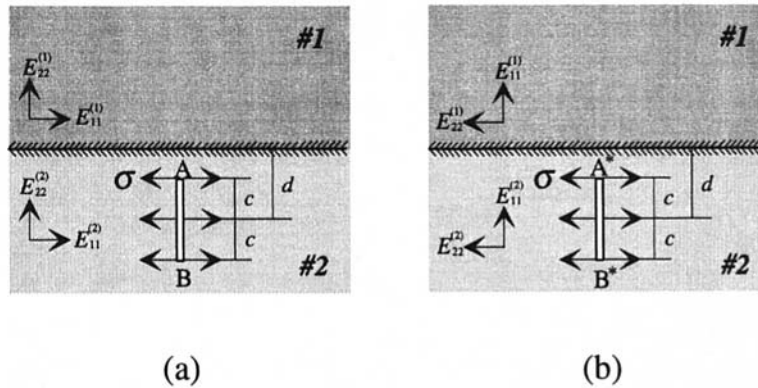 #1
E22(1)
E11(1)
σ
A
d
c
E22(2)
E11(2)
c
B
#2
(a)
#1
E11(1)
E22(1)
σ
A*
d
c
E11(2)
E22(2)
c
B*
#2
(b)